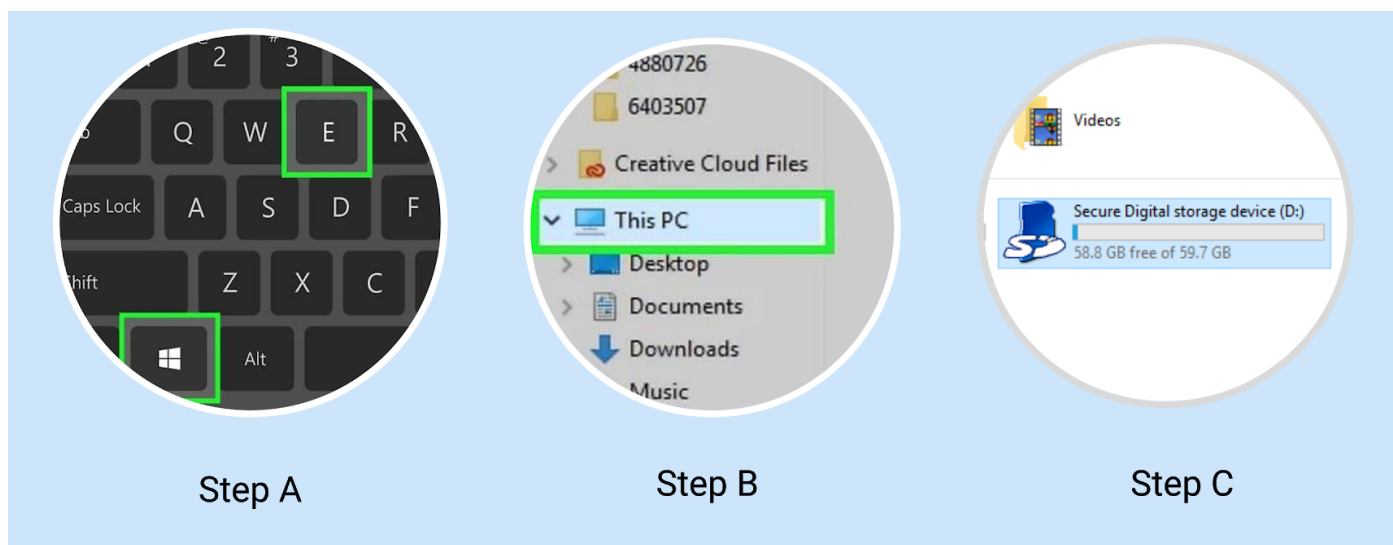 2
#
3
Q
W
E
R
Caps Lock
A
S
D
F
Z
X
C
Alt
4880726
6403507
Creative Cloud Files
This PC
Desktop
Documents
Downloads
Music
Videos
Secure Digital storage device (D:)
58.8 GB free of 59.7 GB
Step A
Step B
Step C